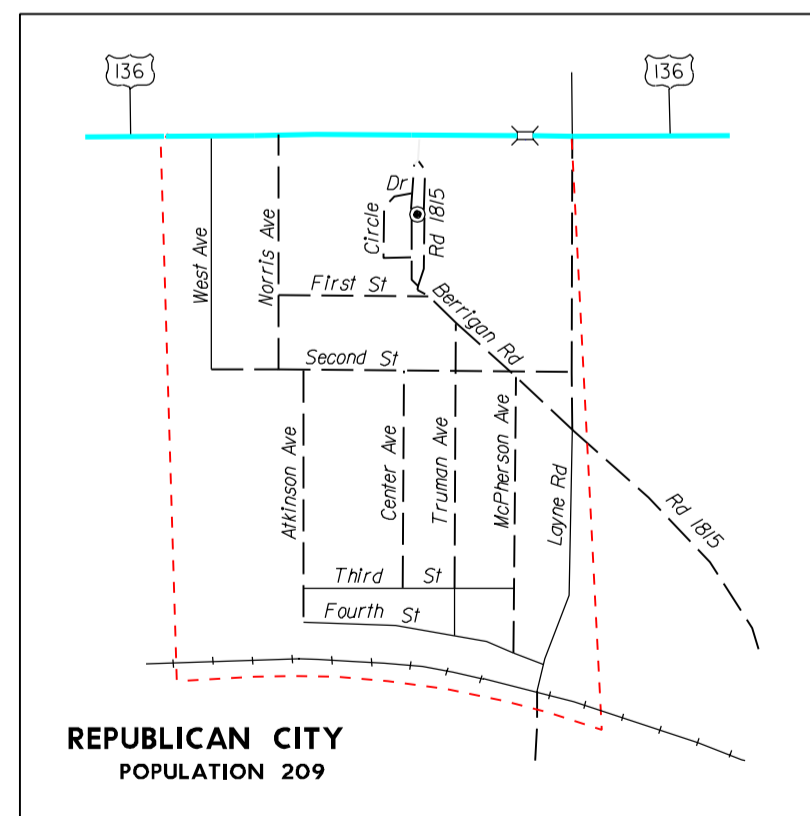 136
136
Dr
Circle
Rd 1815
West Ave
Norris Ave
First St
Berrigan Rd
Second St
Atkinson Ave
Center Ave
Truman Ave
McPherson Ave
Layne Rd
Rd 1815
Third St
Fourth St
REPUBLICAN CITY
POPULATION 209